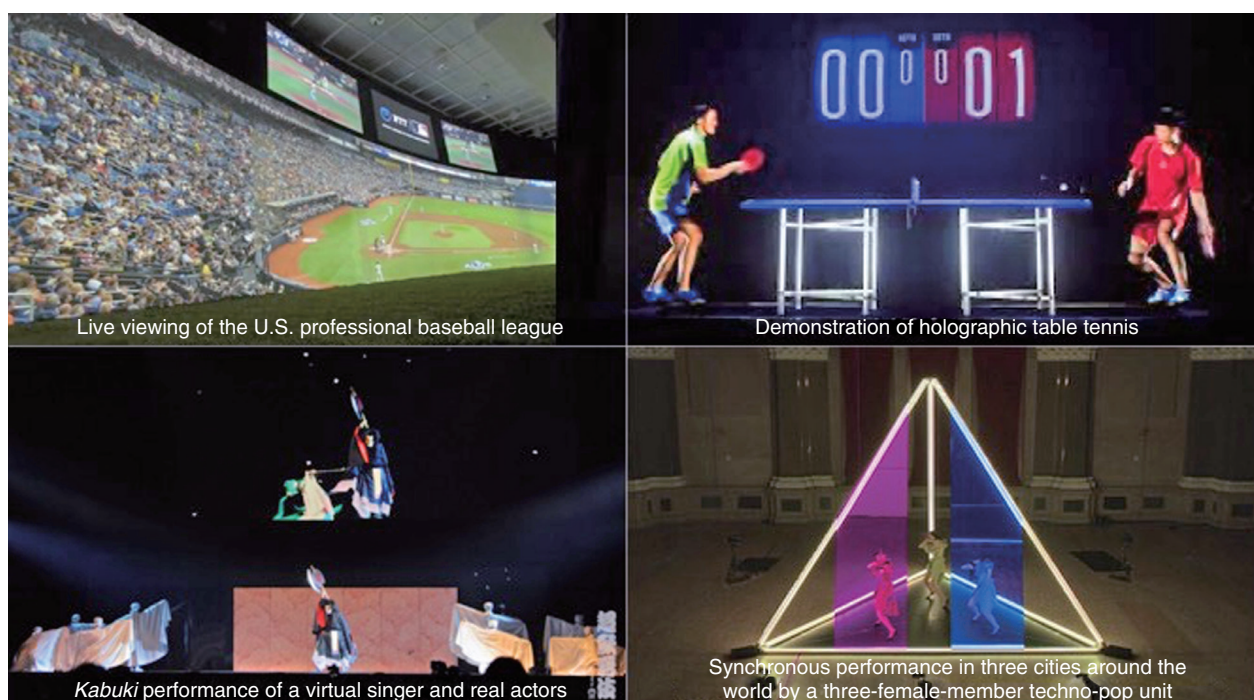 NTT
Live viewing of the U.S. professional baseball league
00 0 0 01
Demonstration of holographic table tennis
Kabuki performance of a virtual singer and real actors
Synchronous performance in three cities around the
world by a three-female-member techno-pop unit